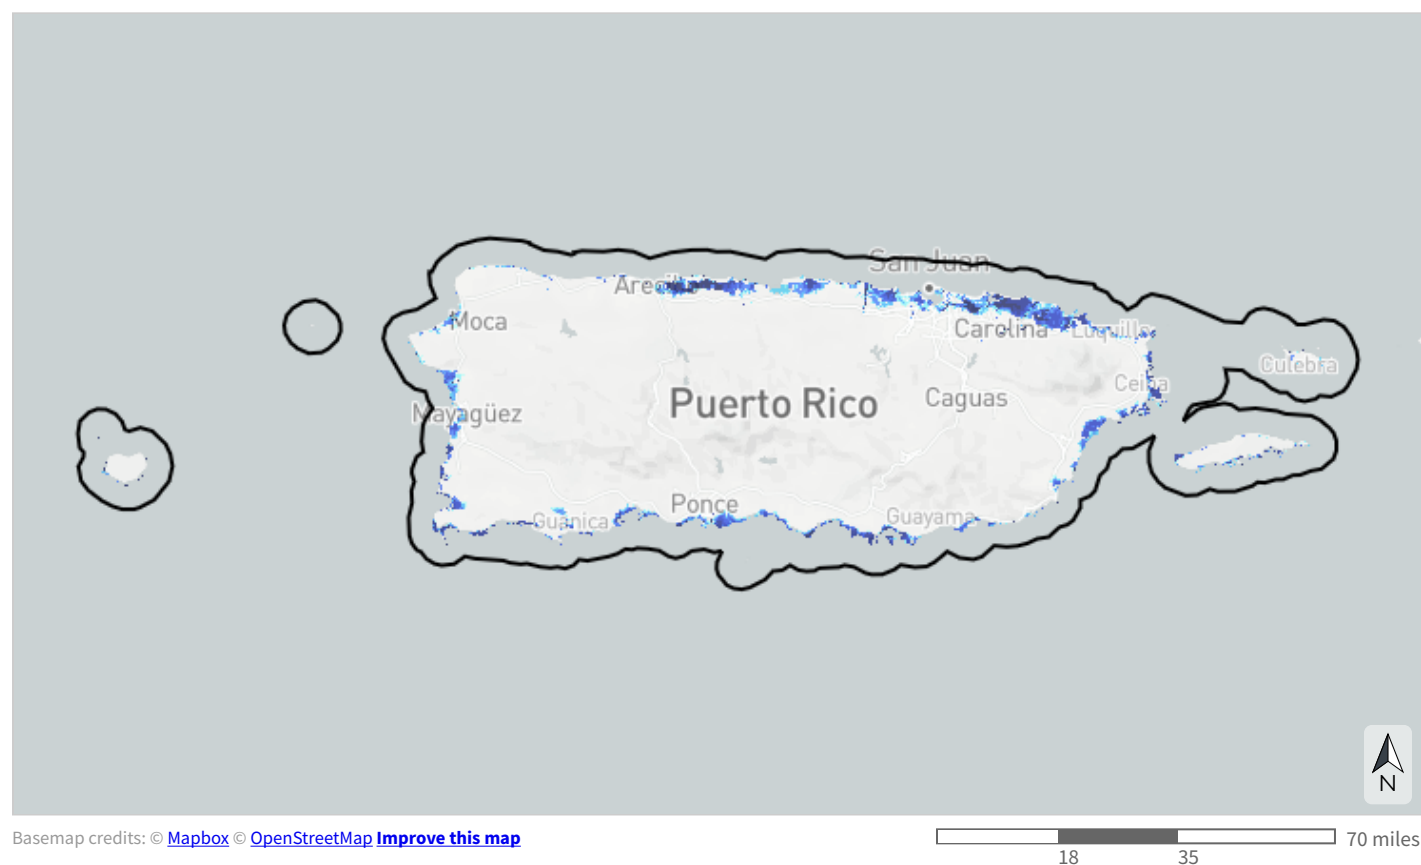 San Juan
Arecibo
Moca
Carolina
Luquillo
Culebra
Ceiba
Puerto Rico
Caguas
Mayagüez
Ponce
Guánica
Guayama
N
Basemap credits: © Mapbox © OpenStreetMap Improve this map
70 miles
18 35